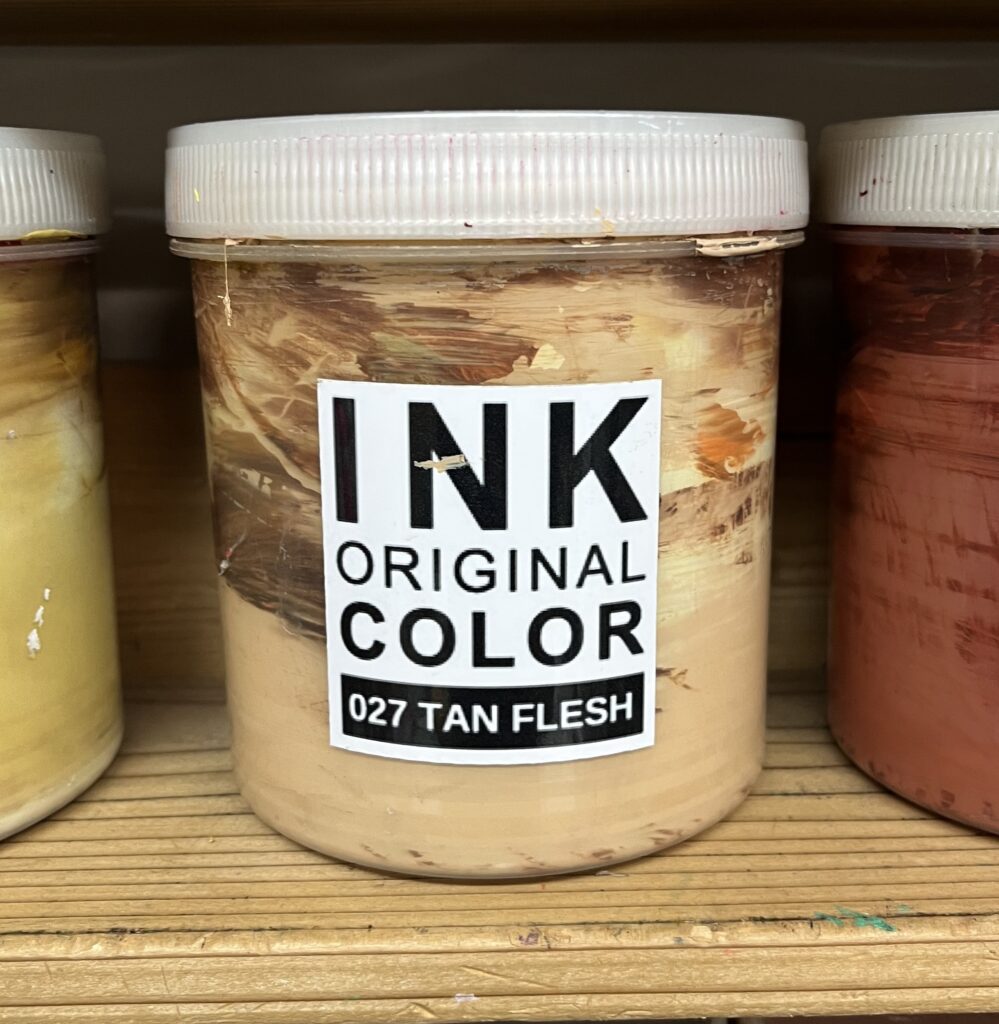 INK
ORIGINAL
COLOR
027 TAN FLESH